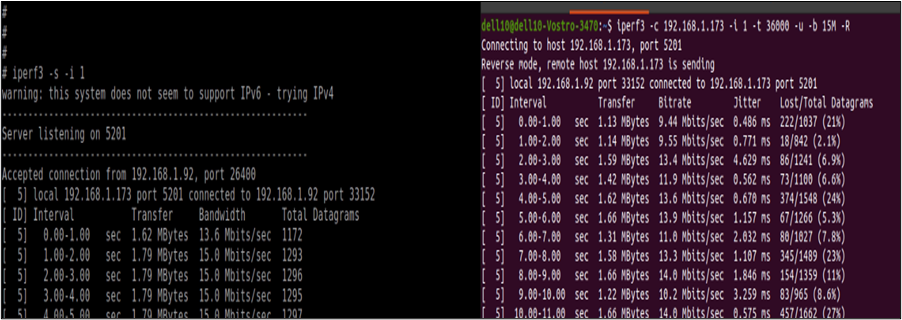 #
#
#
# iperf3 -s -i 1
warning: this system does not seem to support IPv6 - trying IPv4
-----------------------------------------------------------
Server listening on 5201
-----------------------------------------------------------
Accepted connection from 192.168.1.92, port 26400
[  5] local 192.168.1.173 port 5201 connected to 192.168.1.92 port 33152
[ ID] Interval           Transfer     Bandwidth       Total Datagrams
[  5]   0.00-1.00   sec  1.62 MBytes  13.6 Mbits/sec  1172
[  5]   1.00-2.00   sec  1.79 MBytes  15.0 Mbits/sec  1293
[  5]   2.00-3.00   sec  1.79 MBytes  15.0 Mbits/sec  1296
[  5]   3.00-4.00   sec  1.79 MBytes  15.0 Mbits/sec  1295
[  5]   4.00-5.00   sec  1.79 MBytes  15.0 Mbits/sec  1297
dell10@dell10-Vostro-3470:~$ iperf3 -c 192.168.1.173 -i 1 -t 36000 -u -b 15M -R
Connecting to host 192.168.1.173, port 5201
Reverse mode, remote host 192.168.1.173 is sending
[  5] local 192.168.1.92 port 33152 connected to 192.168.1.173 port 5201
[ ID] Interval           Transfer     Bitrate         Jitter    Lost/Total Datagrams
[  5]   0.00-1.00   sec  1.13 MBytes  9.44 Mbits/sec  0.486 ms  222/1037 (21%)
[  5]   1.00-2.00   sec  1.14 MBytes  9.55 Mbits/sec  0.771 ms  18/842 (2.1%)
[  5]   2.00-3.00   sec  1.59 MBytes  13.4 Mbits/sec  4.629 ms  86/1241 (6.9%)
[  5]   3.00-4.00   sec  1.42 MBytes  11.9 Mbits/sec  0.562 ms  73/1100 (6.6%)
[  5]   4.00-5.00   sec  1.62 MBytes  13.6 Mbits/sec  0.670 ms  374/1548 (24%)
[  5]   5.00-6.00   sec  1.66 MBytes  13.9 Mbits/sec  1.157 ms  67/1266 (5.3%)
[  5]   6.00-7.00   sec  1.31 MBytes  11.0 Mbits/sec  2.032 ms  80/1027 (7.8%)
[  5]   7.00-8.00   sec  1.58 MBytes  13.3 Mbits/sec  1.107 ms  345/1489 (23%)
[  5]   8.00-9.00   sec  1.66 MBytes  14.0 Mbits/sec  1.846 ms  154/1359 (11%)
[  5]   9.00-10.00  sec  1.22 MBytes  10.2 Mbits/sec  3.259 ms  83/965 (8.6%)
[  5]  10.00-11.00  sec  1.66 MBytes  14.0 Mbits/sec  0.575 ms  457/1662 (27%)